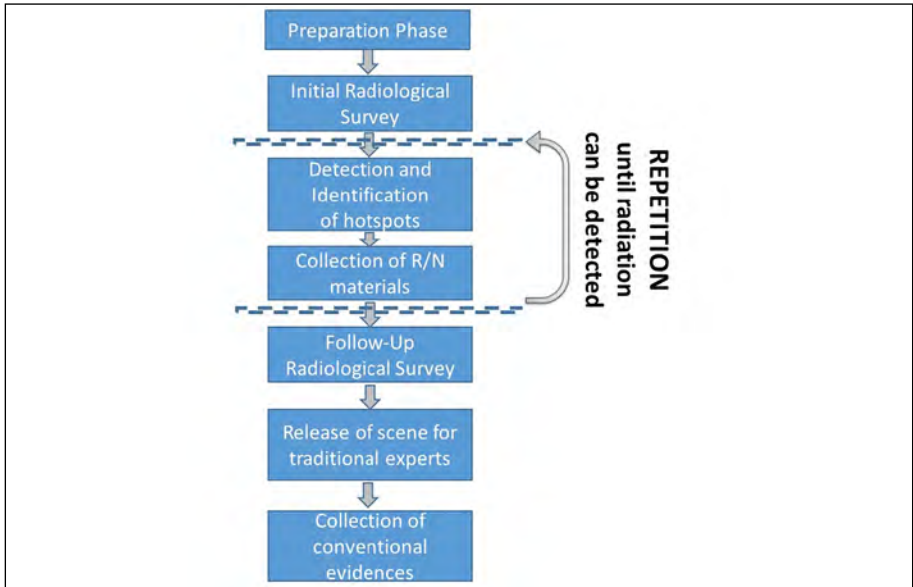 Preparation Phase
Initial Radiological
Survey
Detection and
Identification
of hotspots
Collection of R/N
materials
REPETITION
until radiation
can be detected
Follow-Up
Radiological Survey
Release of scene for
traditional experts
Collection of
conventional
evidences